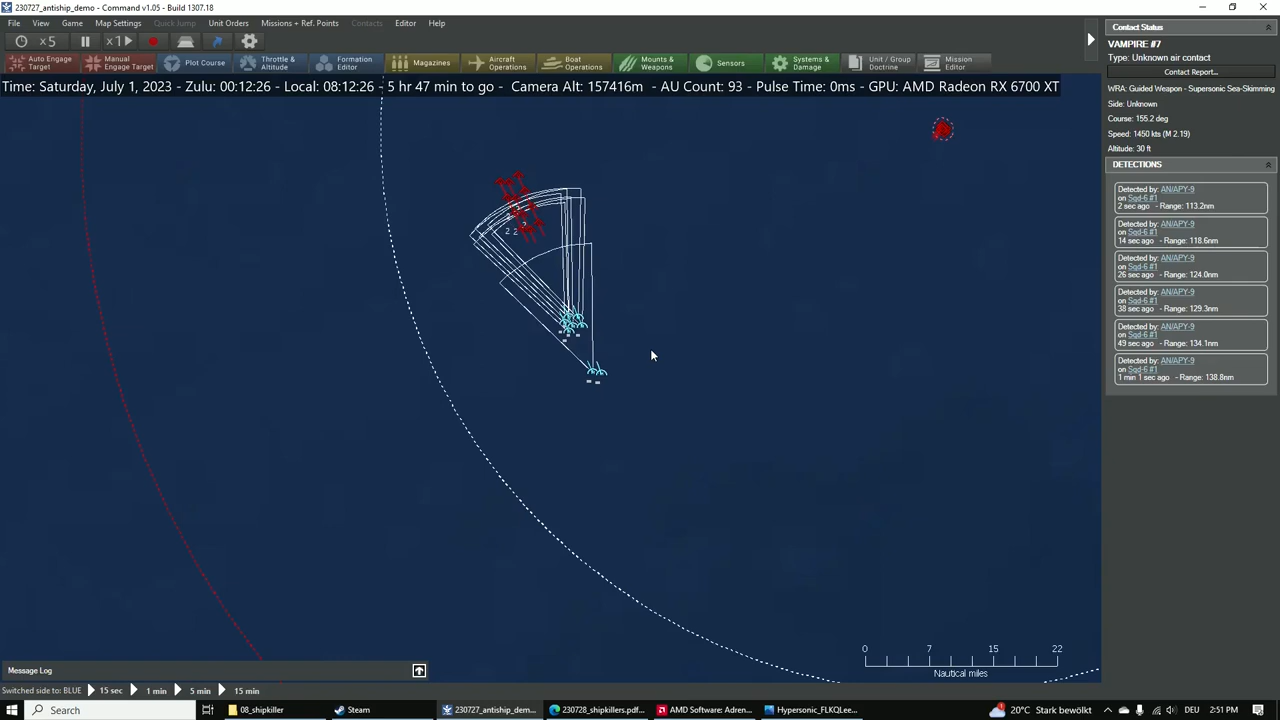 230727_antiship_demo - Command v1.05 - Build 1307.18
File View Game Map Settings Quick Jump Unit Orders Missions + Ref. Points Contacts Editor Help
x5 x1
Auto Engage Target Manual Engage Target Plot Course Throttle & Altitude Formation Editor Magazines Aircraft Operations Boat Operations Mounts & Weapons Sensors Systems & Damage Unit / Group Doctrine Mission Editor
Time: Saturday, July 1, 2023 - Zulu: 00:12:26 - Local: 08:12:26 - 5 hr 47 min to go - Camera Alt: 157416m - AU Count: 93 - Pulse Time: 0ms - GPU: AMD Radeon RX 6700 XT
Contact Status
VAMPIRE #7
Type: Unknown air contact
Contact Report...
WRA: Guided Weapon - Supersonic Sea-Skimming
Side: Unknown
Course: 155.2 deg
Speed: 1450 kts (M 2.19)
Altitude: 30 ft
DETECTIONS
Detected by: AN/APY-9
on Sqd-6 #1
2 sec ago - Range: 113.2nm
Detected by: AN/APY-9
on Sqd-6 #1
14 sec ago - Range: 118.6nm
Detected by: AN/APY-9
on Sqd-6 #1
26 sec ago - Range: 124.0nm
Detected by: AN/APY-9
on Sqd-6 #1
38 sec ago - Range: 129.3nm
Detected by: AN/APY-9
on Sqd-6 #1
49 sec ago - Range: 134.1nm
Detected by: AN/APY-9
on Sqd-6 #1
1 min 1 sec ago - Range: 138.8nm
2 2 2
0 7 15 22
Nautical miles
Message Log
Switched side to: BLUE 15 sec 1 min 5 min 15 min
Search 08_shipkiller Steam 230727_antiship_dem... 230728_shipkillers.pdf... AMD Software: Adren... Hypersonic_FLKQLee... 20°C Stark bewölkt DEU 2:51 PM